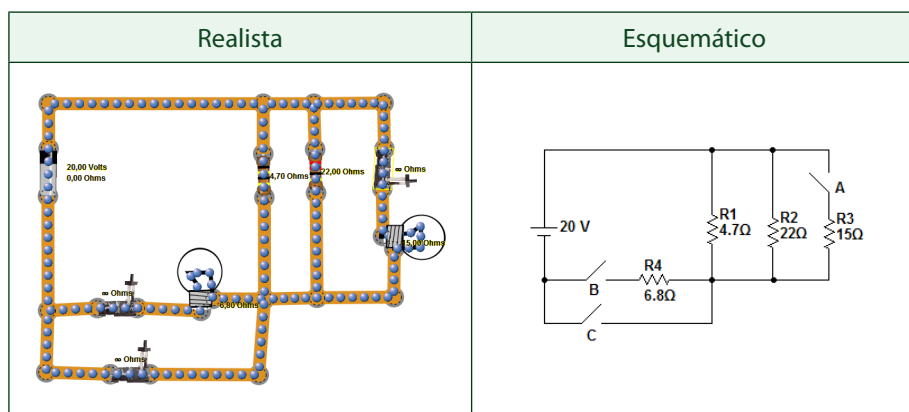 Realista
Esquemático
20,00 Volts
0,00 Ohms
4,70 Ohms
22,00 Ohms
∞ Ohms
15,00 Ohms
∞ Ohms
6,80 Ohms
∞ Ohms
20 V
R1
4.7Ω
R2
22Ω
A
R3
15Ω
B
R4
6.8Ω
C